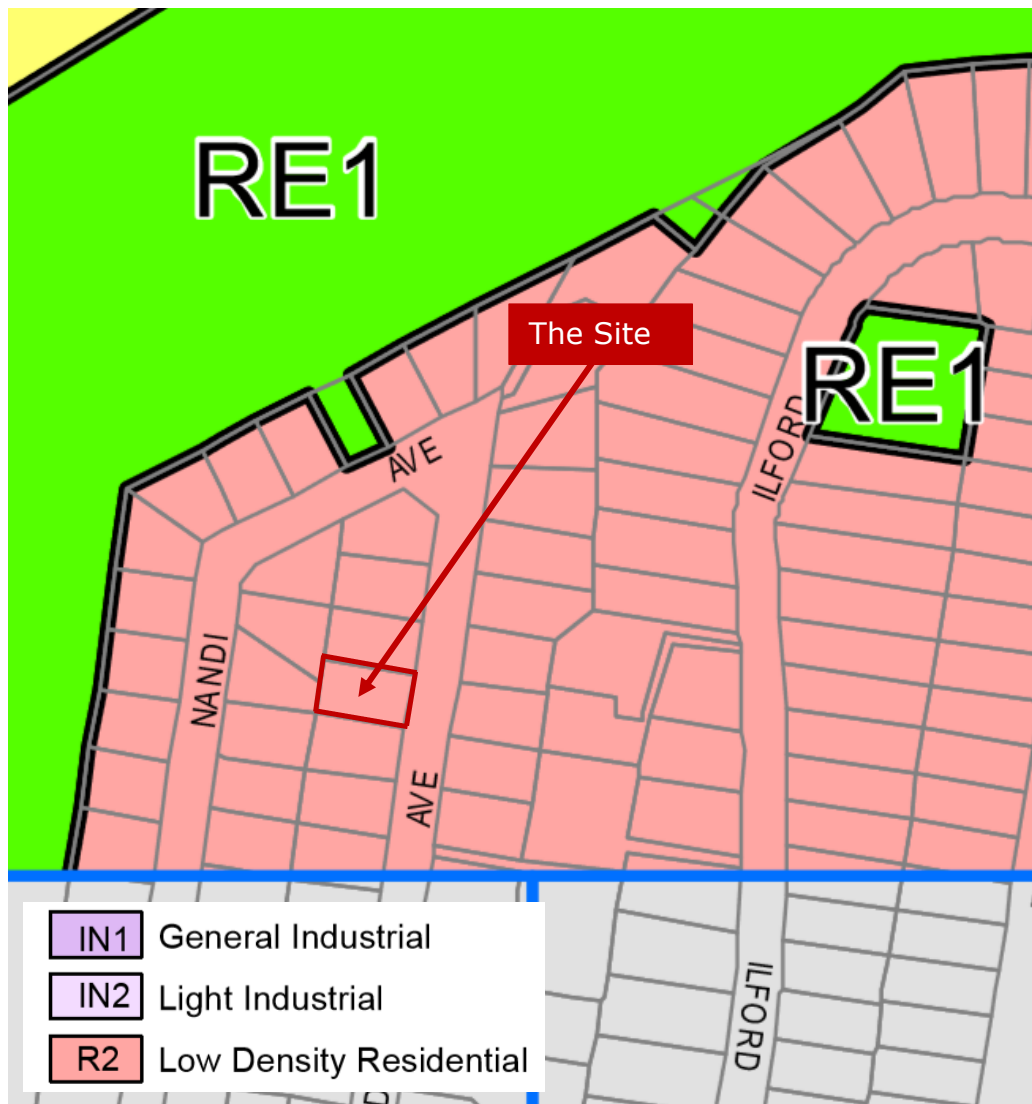 RE1
The Site
RE1
ILFORD
AVE
NANDI
AVE
IN1 General Industrial
IN2 Light Industrial
R2 Low Density Residential
ILFORD